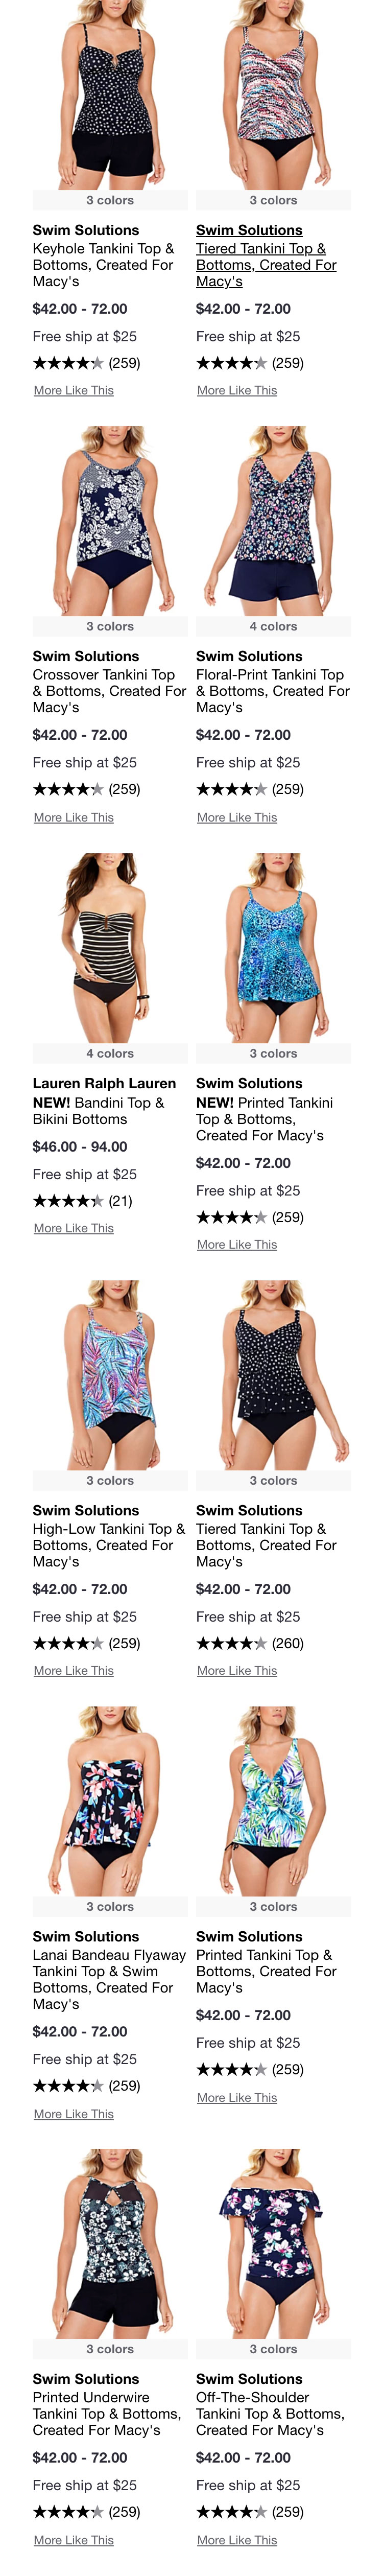 3 colors
Swim Solutions
Keyhole Tankini Top &
Bottoms, Created For
Macy's
$42.00 - 72.00
Free ship at $25
(259)
More Like This
3 colors
Swim Solutions
Tiered Tankini Top &
Bottoms, Created For
Macy's
$42.00 - 72.00
Free ship at $25
(259)
More Like This
3 colors
Swim Solutions
Crossover Tankini Top
& Bottoms, Created For
Macy's
$42.00 - 72.00
Free ship at $25
(259)
More Like This
4 colors
Swim Solutions
Floral-Print Tankini Top
& Bottoms, Created For
Macy's
$42.00 - 72.00
Free ship at $25
(259)
More Like This
4 colors
Lauren Ralph Lauren
NEW! Bandini Top &
Bikini Bottoms
$46.00 - 94.00
Free ship at $25
(21)
More Like This
3 colors
Swim Solutions
NEW! Printed Tankini
Top & Bottoms,
Created For Macy's
$42.00 - 72.00
Free ship at $25
(259)
More Like This
3 colors
Swim Solutions
High-Low Tankini Top &
Bottoms, Created For
Macy's
$42.00 - 72.00
Free ship at $25
(259)
More Like This
3 colors
Swim Solutions
Tiered Tankini Top &
Bottoms, Created For
Macy's
$42.00 - 72.00
Free ship at $25
(260)
More Like This
3 colors
Swim Solutions
Lanai Bandeau Flyaway
Tankini Top & Swim
Bottoms, Created For
Macy's
$42.00 - 72.00
Free ship at $25
(259)
More Like This
3 colors
Swim Solutions
Printed Tankini Top &
Bottoms, Created For
Macy's
$42.00 - 72.00
Free ship at $25
(259)
More Like This
3 colors
Swim Solutions
Printed Underwire
Tankini Top & Bottoms,
Created For Macy's
$42.00 - 72.00
Free ship at $25
(259)
More Like This
3 colors
Swim Solutions
Off-The-Shoulder
Tankini Top & Bottoms,
Created For Macy's
$42.00 - 72.00
Free ship at $25
(259)
More Like This